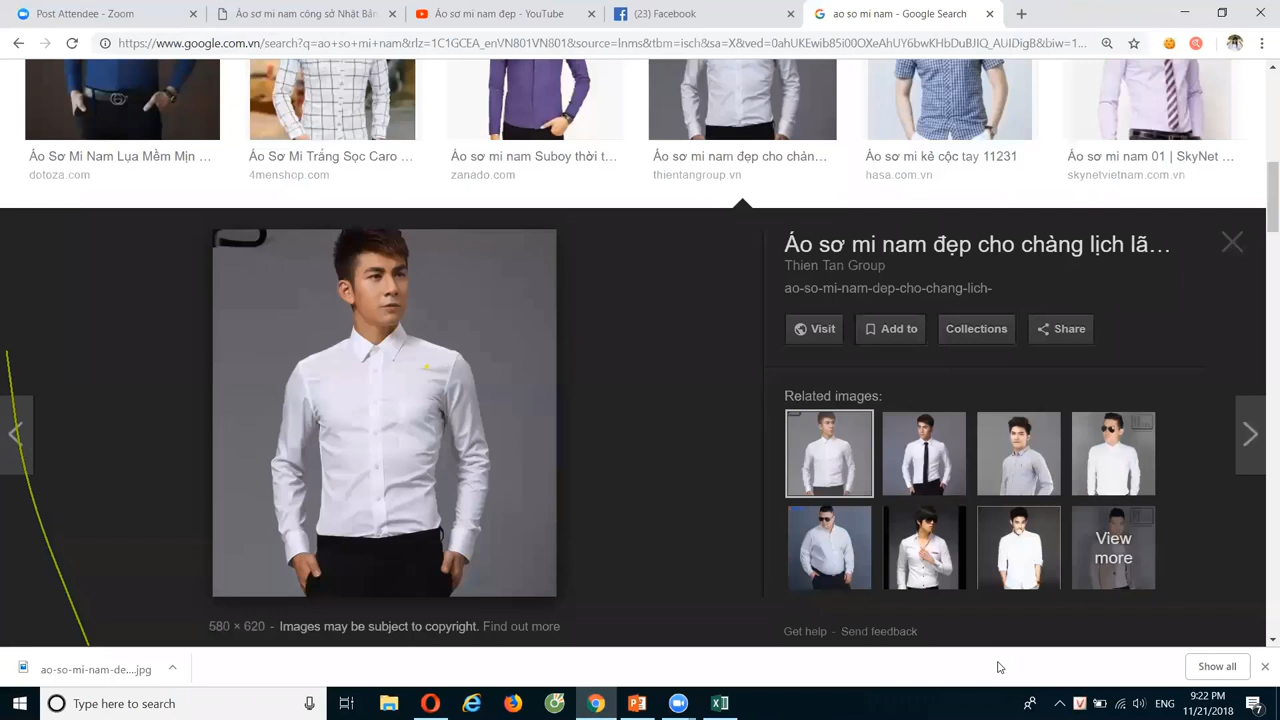 Post Attendee - Zoom
Áo sơ mi nam công sở Nhật Bản
Áo sơ mi nam đẹp - YouTube
(23) Facebook
ao so mi nam - Google Search
https://www.google.com.vn/search?q=ao+so+mi+nam&rlz=1C1GCEA_enVN801VN801&source=lnms&tbm=isch&sa=X&ved=0ahUKEwib85i00OXeAhUY6bwKHbDuBJIQ_AUIDigB&biw=1...
Áo Sơ Mi Nam Lụa Mềm Mịn ...
Áo Sơ Mi Trắng Sọc Caro ...
Áo sơ mi nam Suboy thời t...
Áo sơ mi nam đẹp cho chàn...
Áo sơ mi kẻ cộc tay 11231
Áo sơ mi nam 01 | SkyNet ...
dotoza.com
4menshop.com
zanado.com
thientangroup.vn
hasa.com.vn
skynetvietnam.com.vn
Áo sơ mi nam đẹp cho chàng lịch lã...
Thien Tan Group
ao-so-mi-nam-dep-cho-chang-lich-
Visit
Add to
Collections
Share
Related images:
View
more
580 × 620 - Images may be subject to copyright. Find out more
Get help - Send feedback
ao-so-mi-nam-de....jpg
Show all
Type here to search
ENG
9:22 PM
11/21/2018
7